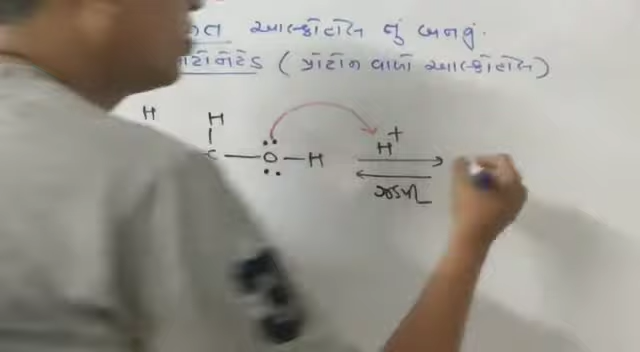 આલ્કોહોલ નું બનવું.
(પ્રોટોન વાળો આલ્કોહોલ)
H H
C — O — H H+
ઝડપી